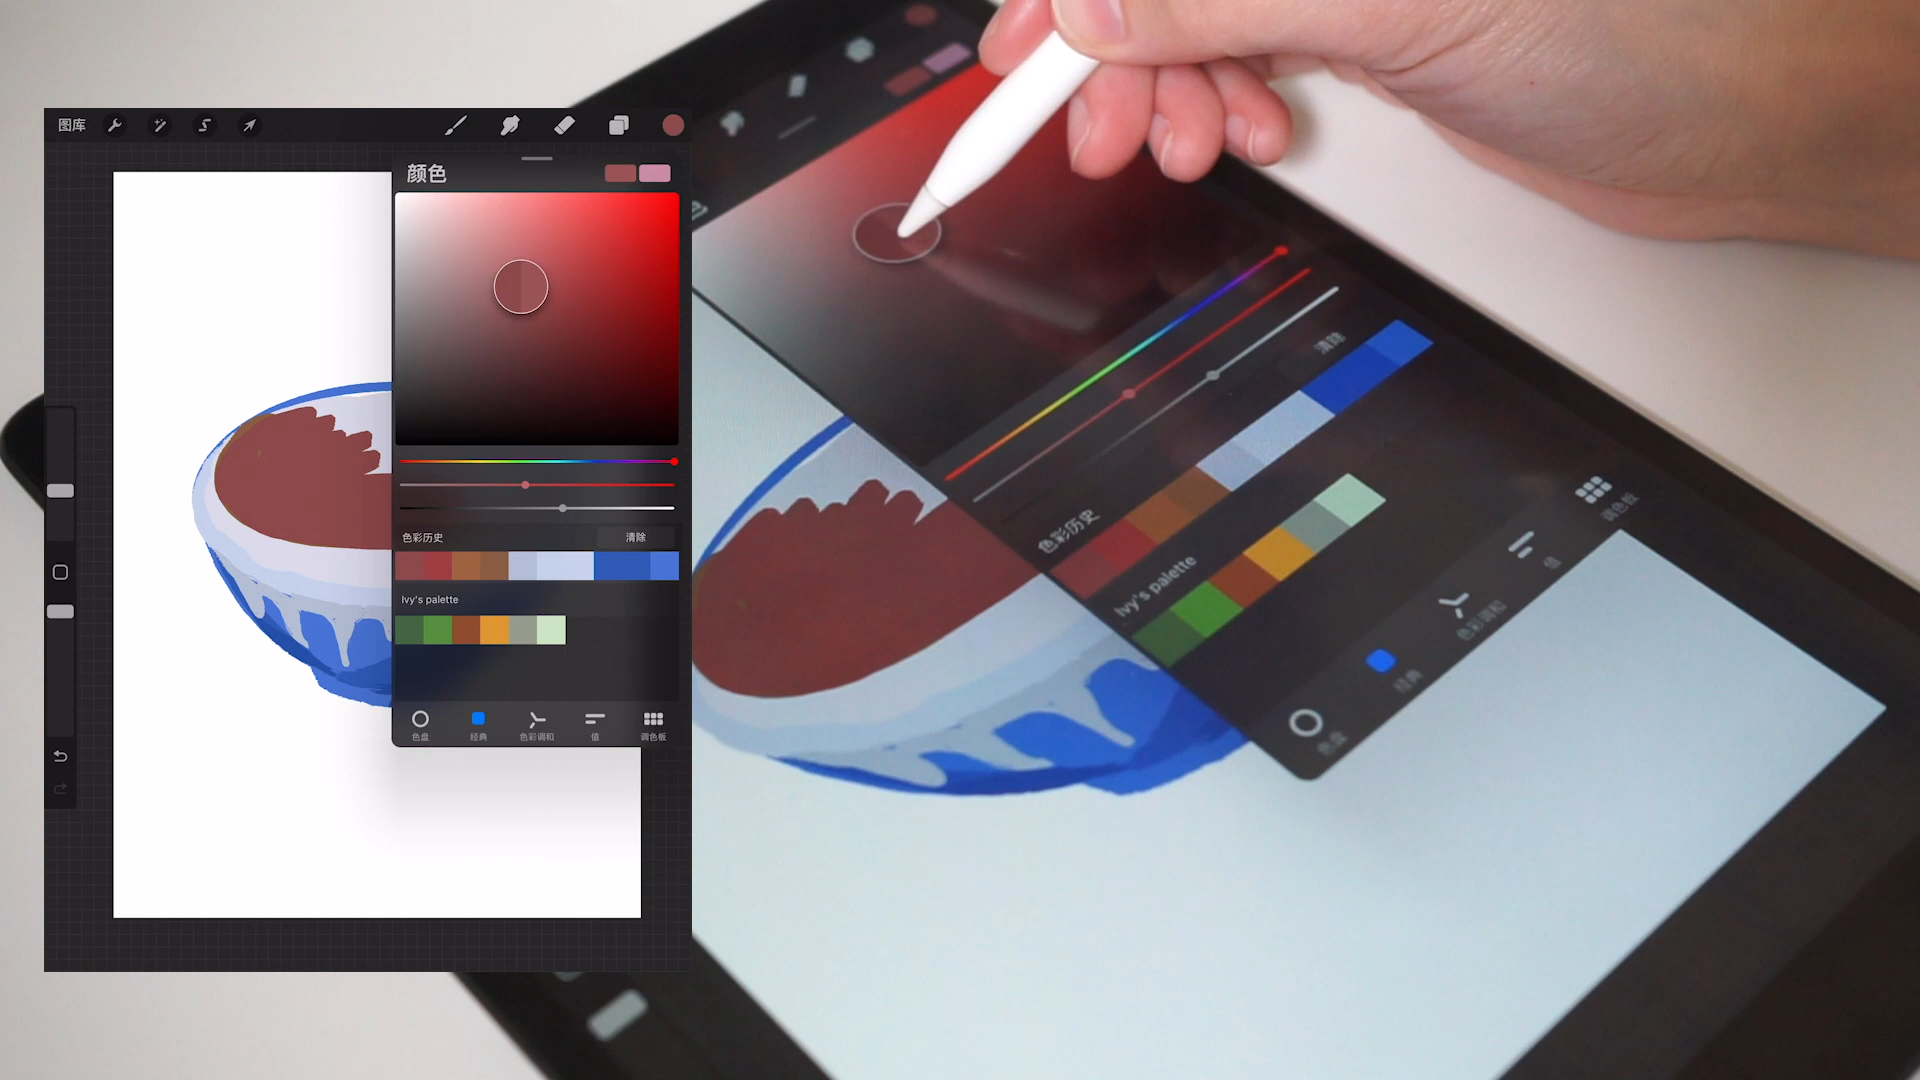 图库
颜色
色彩历史 清除
Ivy's palette
色盘 经典 色彩调和 值 调色板
清除
色彩历史
Ivy's palette
色盘 经典 色彩调和 值 调色板